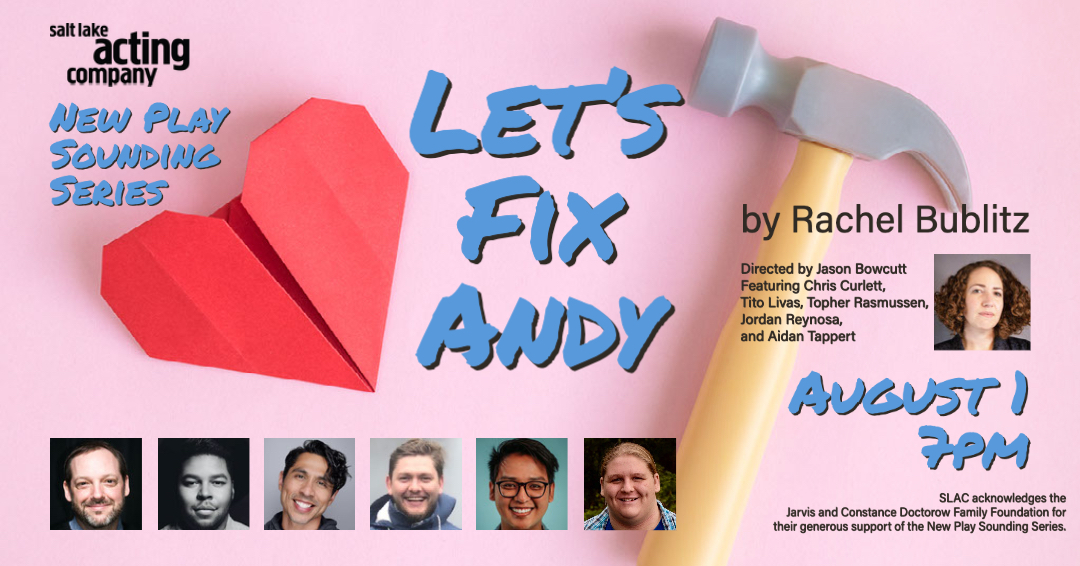 salt lake
acting
company
New Play
Sounding
Series
Let's
Fix
Andy
by Rachel Bublitz
Directed by Jason Bowcutt
Featuring Chris Curlett,
Tito Livas, Topher Rasmussen,
Jordan Reynosa,
and Aidan Tappert
August 1
7pm
SLAC acknowledges the
Jarvis and Constance Doctorow Family Foundation for
their generous support of the New Play Sounding Series.